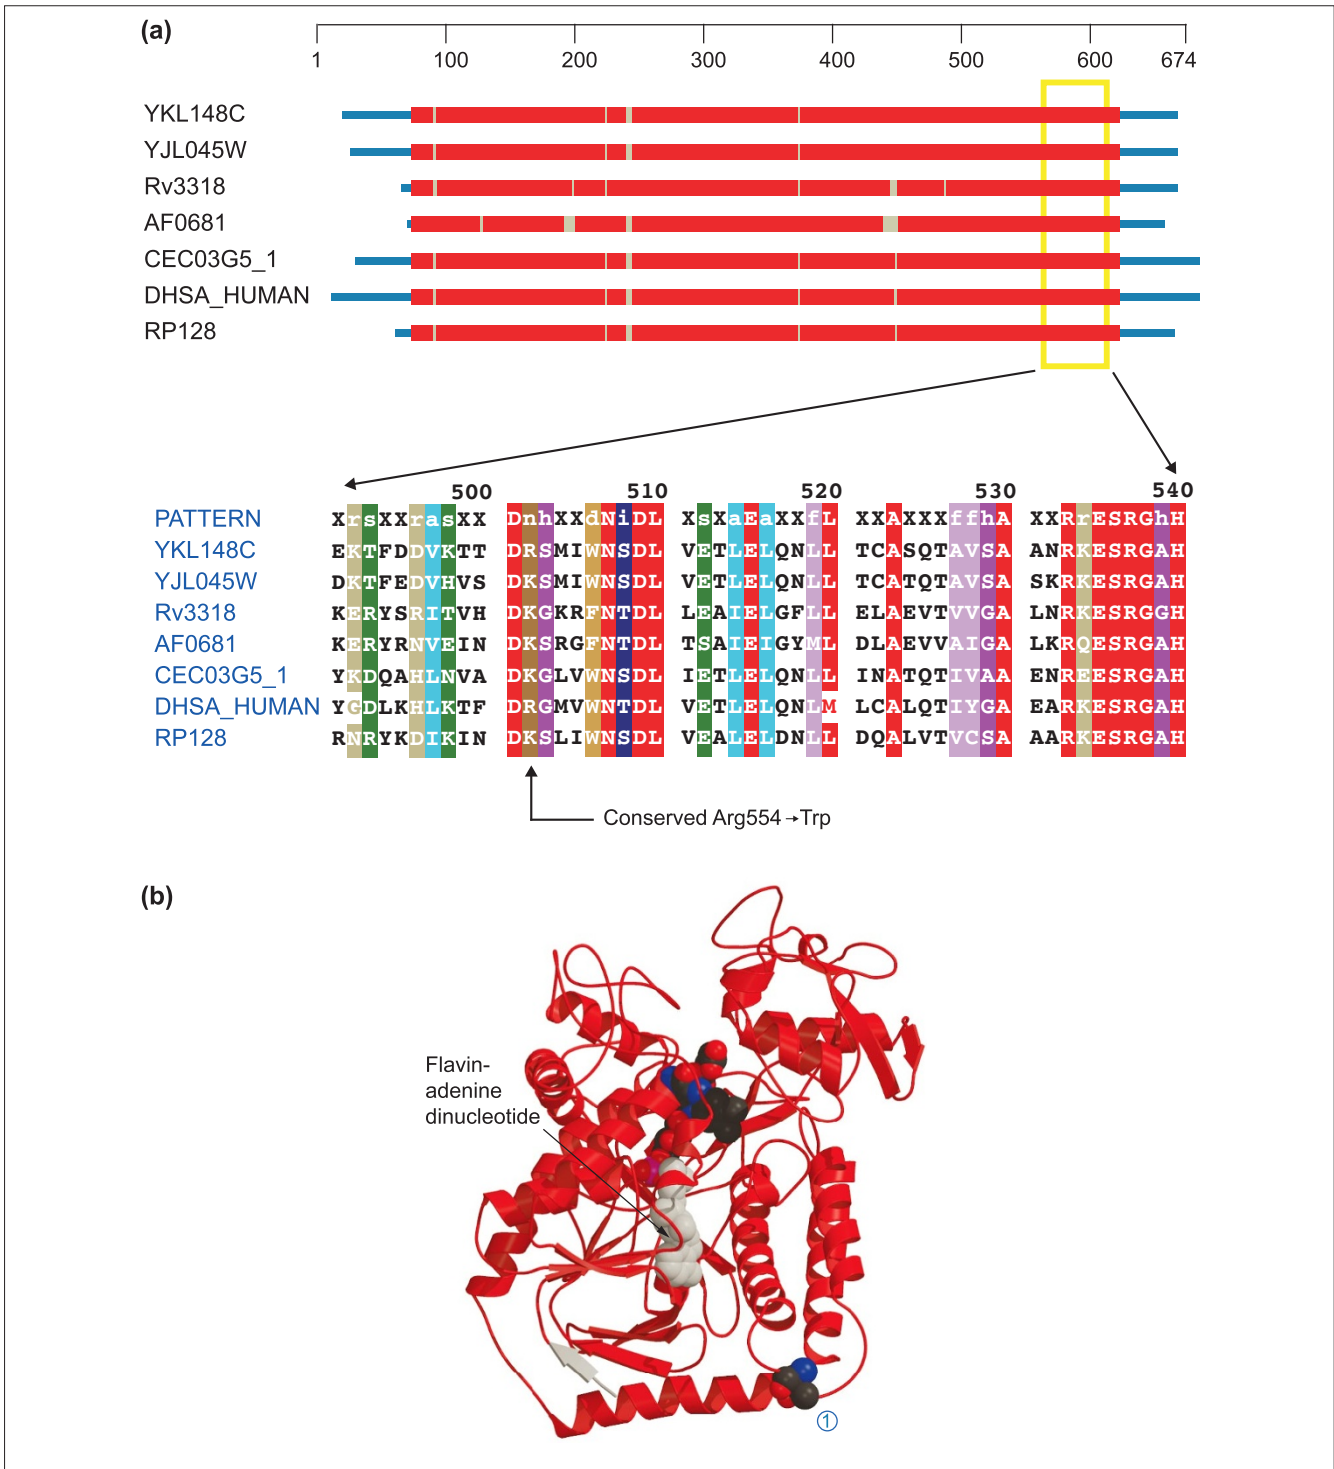 (a)
1 100 200 300 400 500 600 674
YKL148C
YJL045W
Rv3318
AF0681
CEC03G5_1
DHSA_HUMAN
RP128
500 510 520 530 540
PATTERN XrsXXrasXX DnhXXdNiDL XsXaEaXXfL XXAXXXffhA XXRrESRGhH
YKL148C EKTFDDVKTT DRSMIWNSDL VETLELQNLL TCASQTAVSA ANRKESRGAH
YJL045W DKTFEDVHVS DKSMIWNSDL VETLELQNLL TCATQTAVSA SKRKESRGAH
Rv3318 KERYSRITVH DKGKRFNTDL LEAIELGFLL ELAEVTVVGA LNRKESRGGH
AF0681 KERYRNVEIN DKSRGFNTDL TSAIEIGYML DLAEVVAIGA LKRQESRGAH
CEC03G5_1 YKDQAHLNVA DKGLVWNSDL IETLELQNLL INATQTIVAA ENREESRGAH
DHSA_HUMAN YGDLKHLKTF DRGMVWNTDL VETLELQNLM LCALQTIYGA EARKESRGAH
RP128 RNRYKDIKIN DKSLIWNSDL VEALELDNLL DQALVTVCSA AARKESRGAH
Conserved Arg554→Trp
(b)
Flavin-
adenine
dinucleotide
①